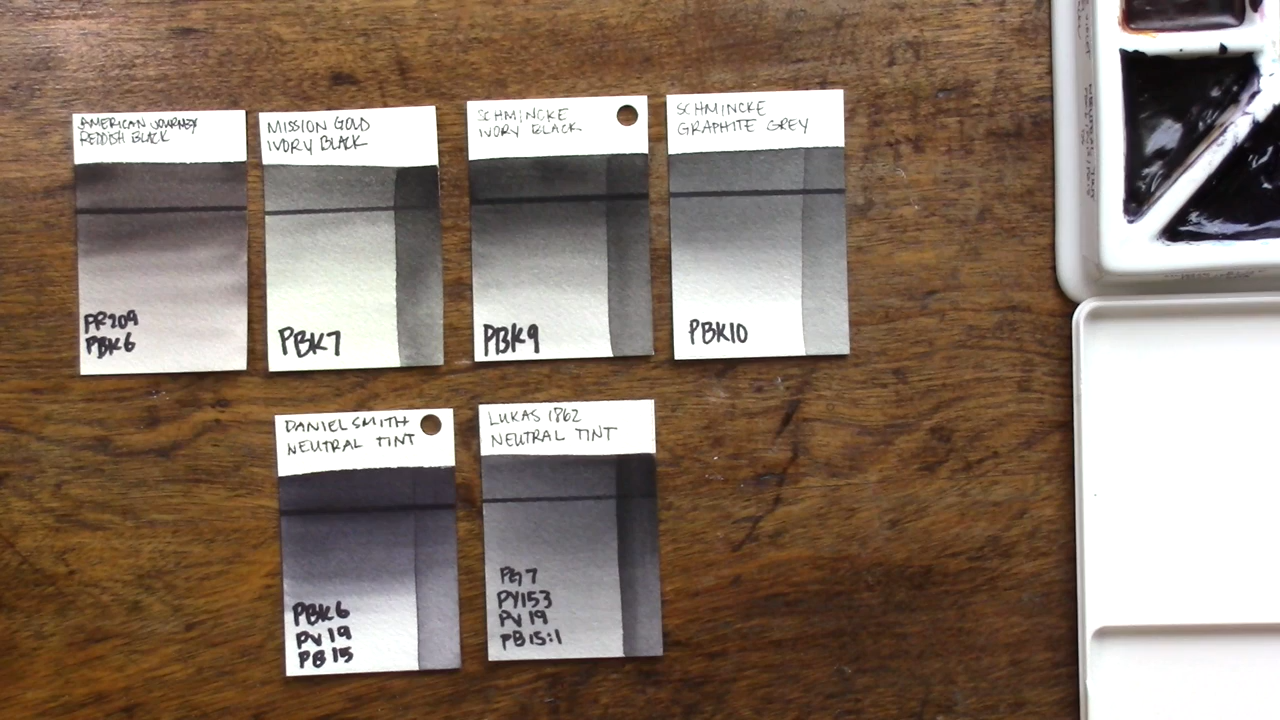 AMERICAN JOURNEY
REDDISH BLACK
PR209
PBK6
MISSION GOLD
IVORY BLACK
PBK7
SCHMINCKE
IVORY BLACK
PBK9
SCHMINCKE
GRAPHITE GREY
PBK10
DANIEL SMITH
NEUTRAL TINT
PBK6
PV19
PB15
LUKAS 1862
NEUTRAL TINT
PG7
PY153
PV19
PB15:1